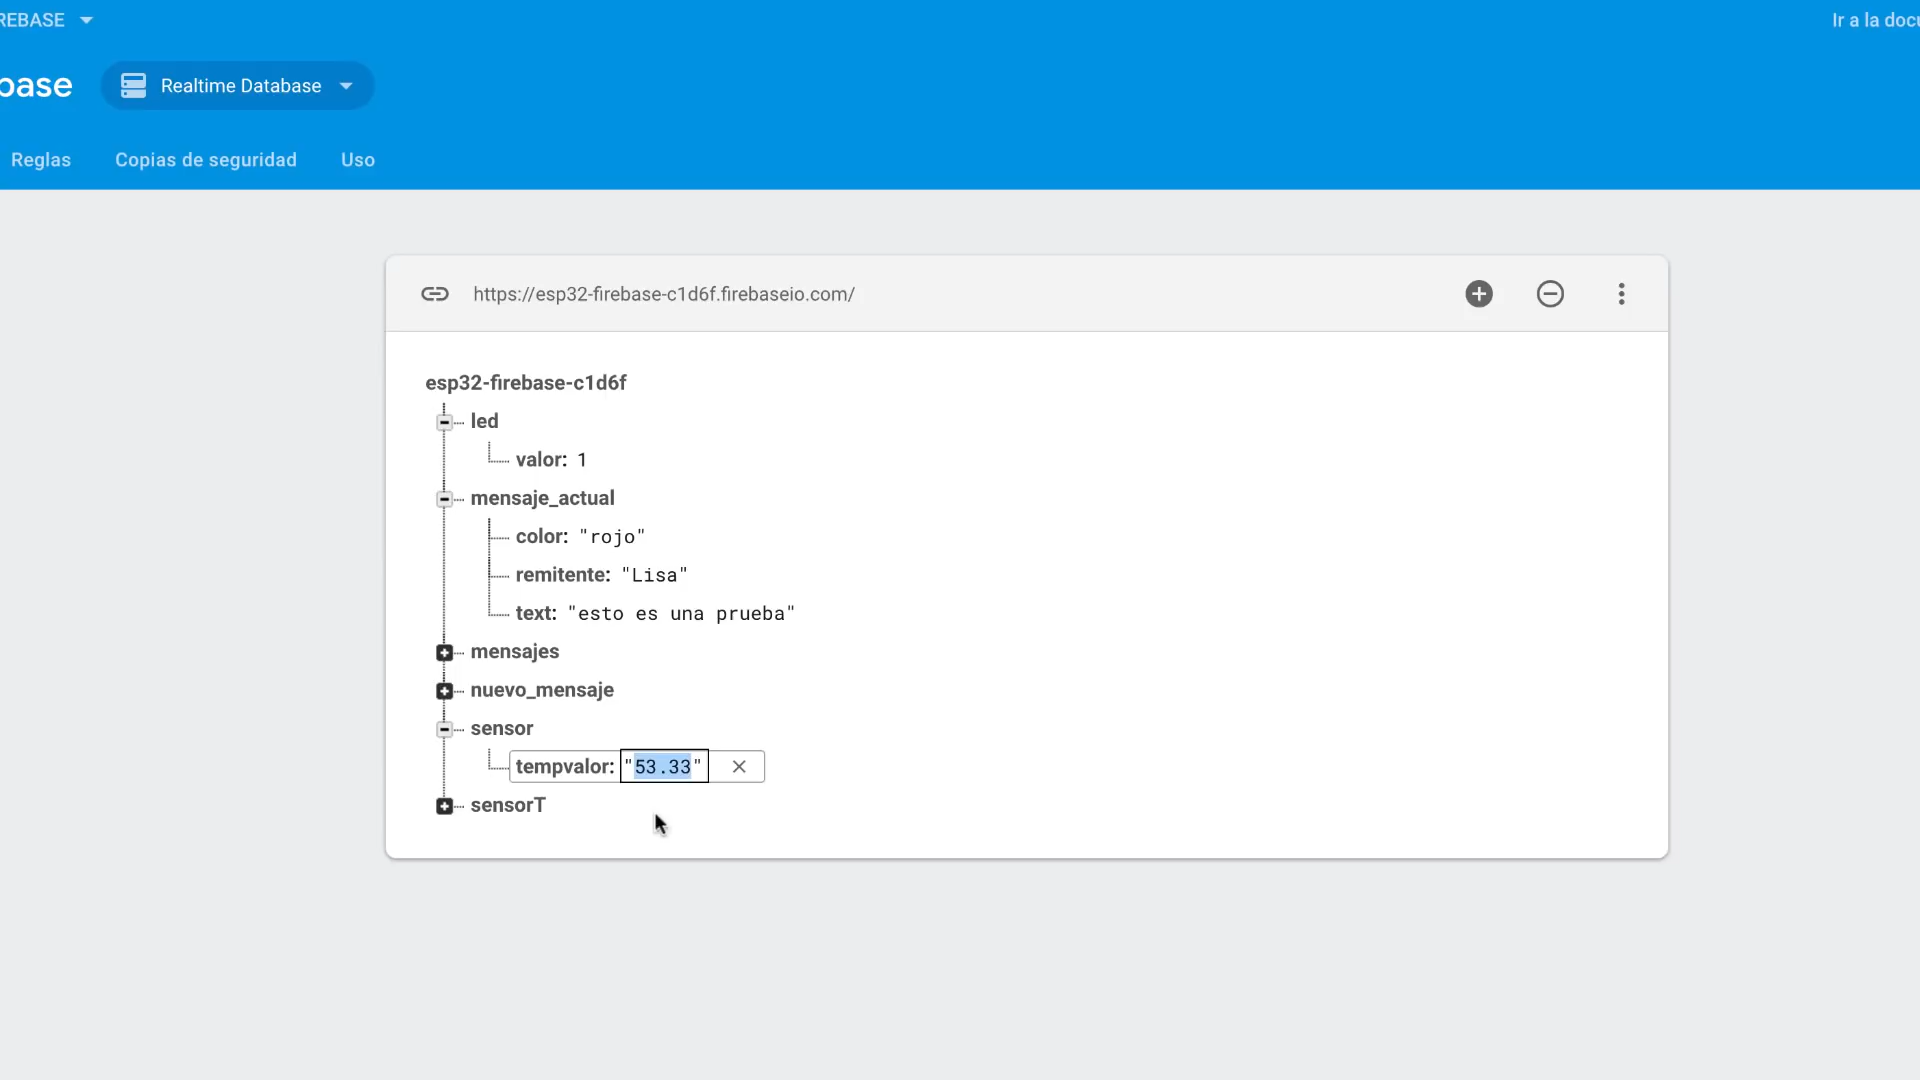 REBASE
Ir a la docu
base
Realtime Database
Reglas
Copias de seguridad
Uso
https://esp32-firebase-c1d6f.firebaseio.com/
esp32-firebase-c1d6f
led
valor: 1
mensaje_actual
color: "rojo"
remitente: "Lisa"
text: "esto es una prueba"
mensajes
nuevo_mensaje
sensor
tempvalor: "53.33"
sensorT